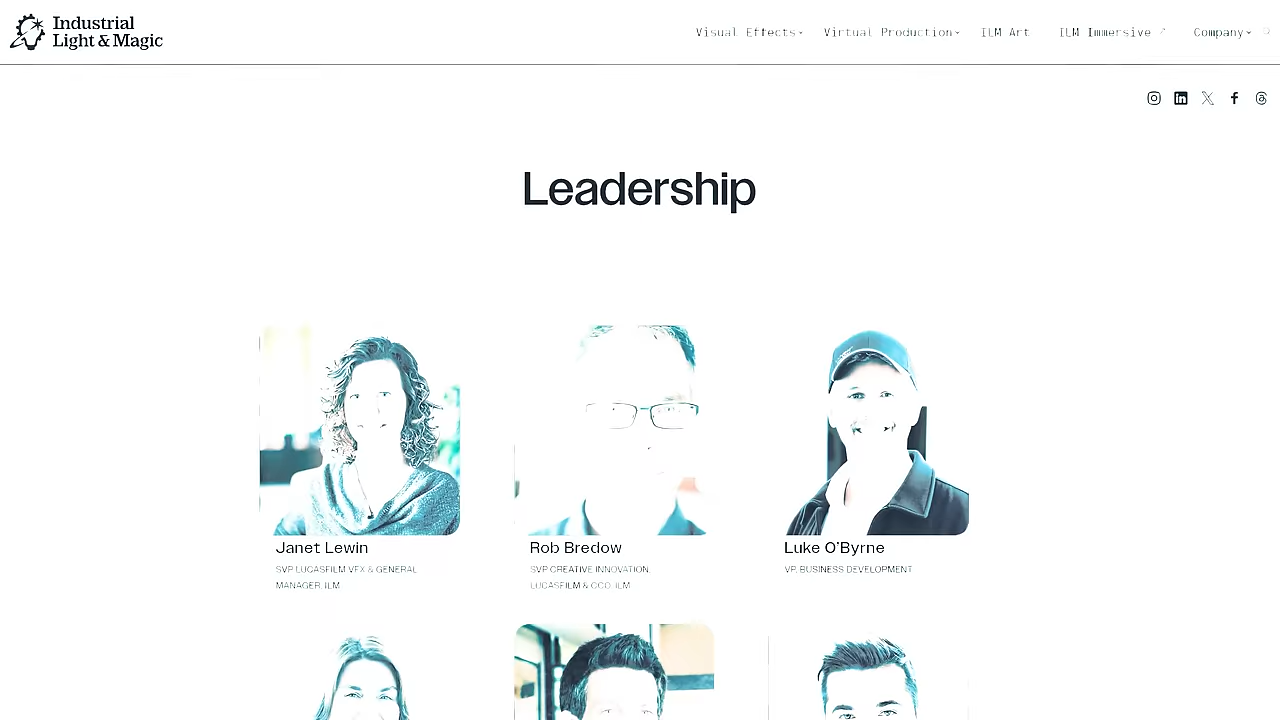 Industrial
Light & Magic
Visual Effects
Virtual Production
ILM Art
ILM Immersive
Company
Leadership
Janet Lewin
SVP LUCASFILM VFX & GENERAL
MANAGER, ILM
Rob Bredow
SVP CREATIVE INNOVATION,
LUCASFILM & CCO, ILM
Luke O'Byrne
VP, BUSINESS DEVELOPMENT